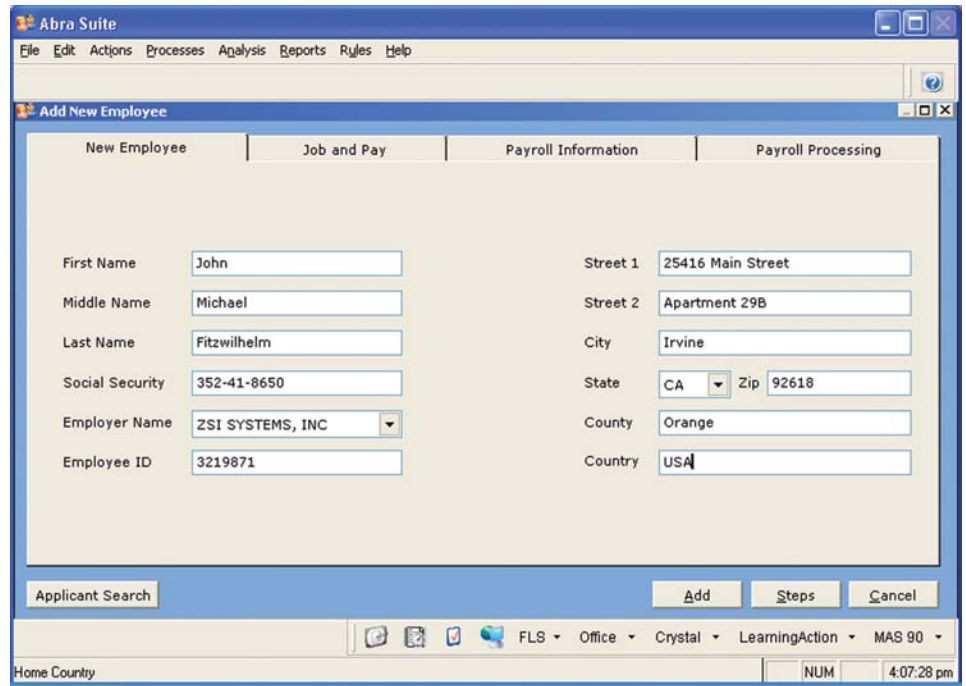 Abra Suite
File Edit Actions Processes Analysis Reports Rules Help
Add New Employee
New Employee Job and Pay Payroll Information Payroll Processing
First Name John Street 1 25416 Main Street
Middle Name Michael Street 2 Apartment 29B
Last Name Fitzwilhelm City Irvine
Social Security 352-41-8650 State CA Zip 92618
Employer Name ZSI SYSTEMS, INC County Orange
Employee ID 3219871 Country USA
Applicant Search Add Steps Cancel
FLS Office Crystal LearningAction MAS 90
Home Country NUM 4:07:28 pm